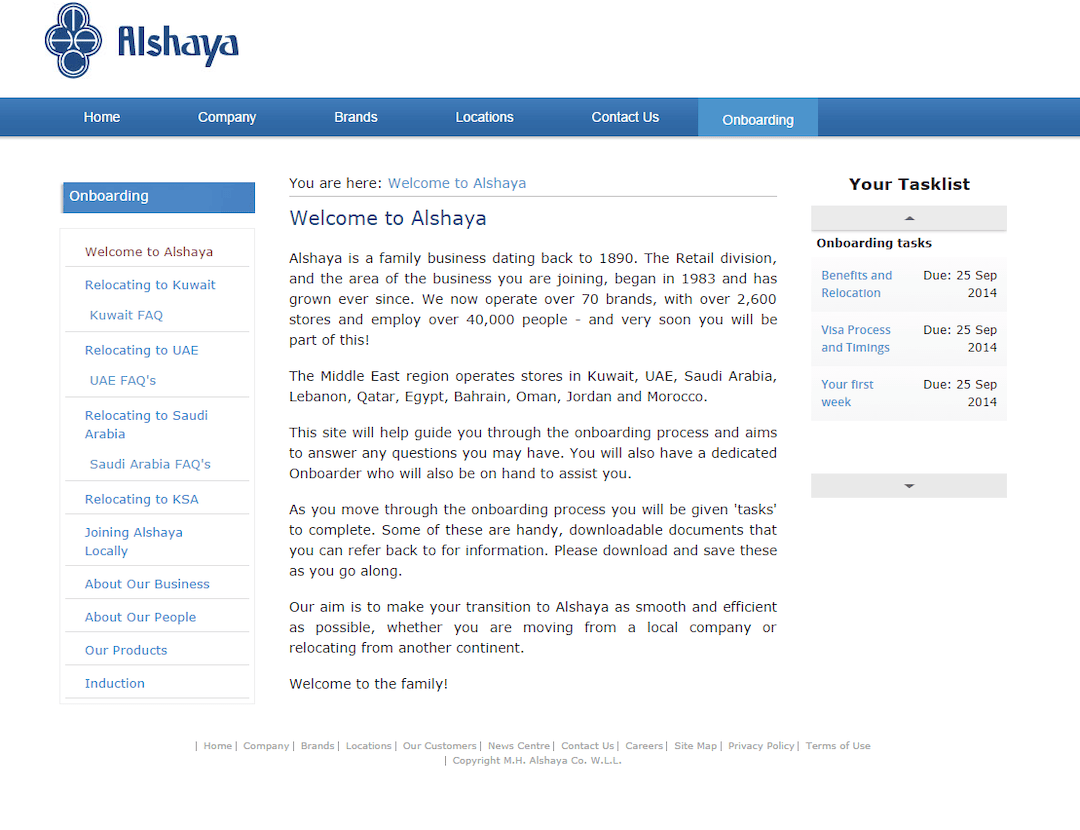 Alshaya
Home Company Brands Locations Contact Us Onboarding
Onboarding
Welcome to Alshaya
Relocating to Kuwait
Kuwait FAQ
Relocating to UAE
UAE FAQ's
Relocating to Saudi
Arabia
Saudi Arabia FAQ's
Relocating to KSA
Joining Alshaya
Locally
About Our Business
About Our People
Our Products
Induction
You are here: Welcome to Alshaya
Welcome to Alshaya
Alshaya is a family business dating back to 1890. The Retail division,
and the area of the business you are joining, began in 1983 and has
grown ever since. We now operate over 70 brands, with over 2,600
stores and employ over 40,000 people - and very soon you will be
part of this!
The Middle East region operates stores in Kuwait, UAE, Saudi Arabia,
Lebanon, Qatar, Egypt, Bahrain, Oman, Jordan and Morocco.
This site will help guide you through the onboarding process and aims
to answer any questions you may have. You will also have a dedicated
Onboarder who will also be on hand to assist you.
As you move through the onboarding process you will be given 'tasks'
to complete. Some of these are handy, downloadable documents that
you can refer back to for information. Please download and save these
as you go along.
Our aim is to make your transition to Alshaya as smooth and efficient
as possible, whether you are moving from a local company or
relocating from another continent.
Welcome to the family!
Your Tasklist
Onboarding tasks
Benefits and Due: 25 Sep
Relocation 2014
Visa Process Due: 25 Sep
and Timings 2014
Your first Due: 25 Sep
week 2014
| Home | Company | Brands | Locations | Our Customers | News Centre | Contact Us | Careers | Site Map | Privacy Policy | Terms of Use
| Copyright M.H. Alshaya Co. W.L.L.